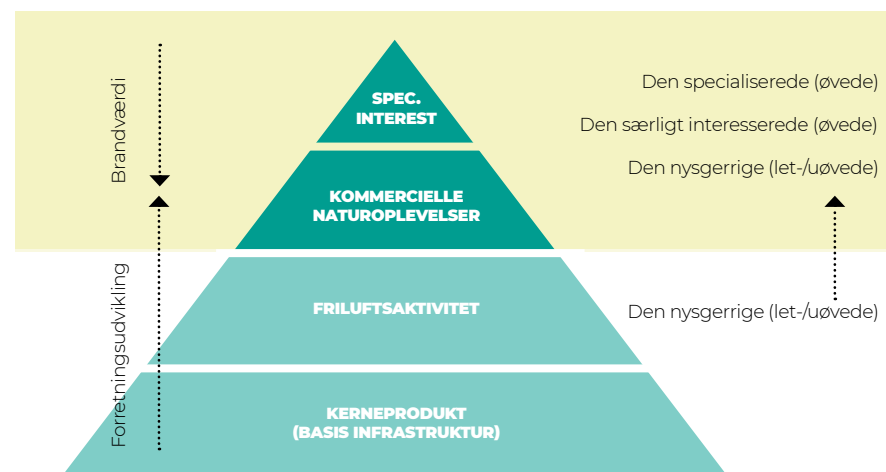 Brandværdi
Forretningsudvikling
SPEC.
INTEREST
KOMMERCIELLE
NATUROPLEVELSER
FRILUFTSAKTIVITET
KERNEPRODUKT
(BASIS INFRASTRUKTUR)
Den specialiserede (øvede)
Den særligt interesserede (øvede)
Den nysgerrige (let-/uøvede)
Den nysgerrige (let-/uøvede)